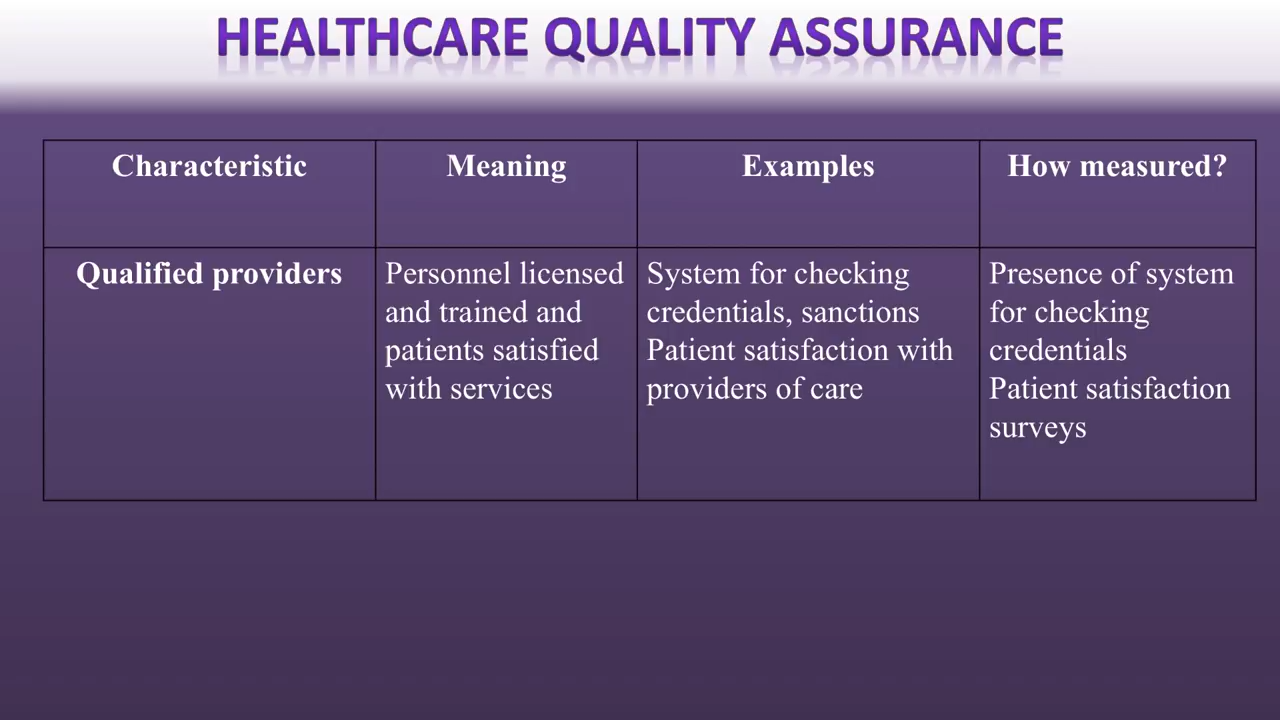 HEALTHCARE QUALITY ASSURANCE
Characteristic
Meaning
Examples
How measured?
Qualified providers
Personnel licensed
and trained and
patients satisfied
with services
System for checking
credentials, sanctions
Patient satisfaction with
providers of care
Presence of system
for checking
credentials
Patient satisfaction
surveys